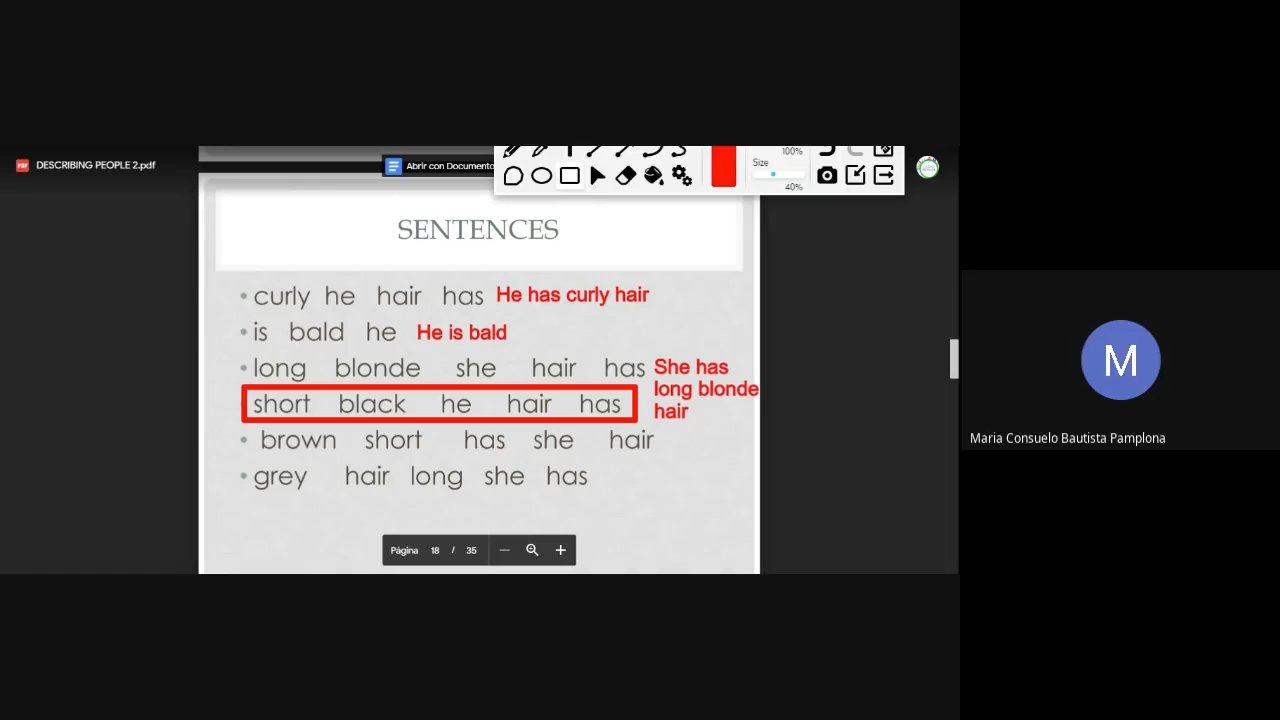 DESCRIBING PEOPLE 2.pdf
Abrir con Documento
Size
100%
40%
SENTENCES
• curly he hair has He has curly hair
• is bald he He is bald
• long blonde she hair has She has
long blonde
hair
short black he hair has
• brown short has she hair
• grey hair long she has
Página 18 / 35
M
Maria Consuelo Bautista Pamplona